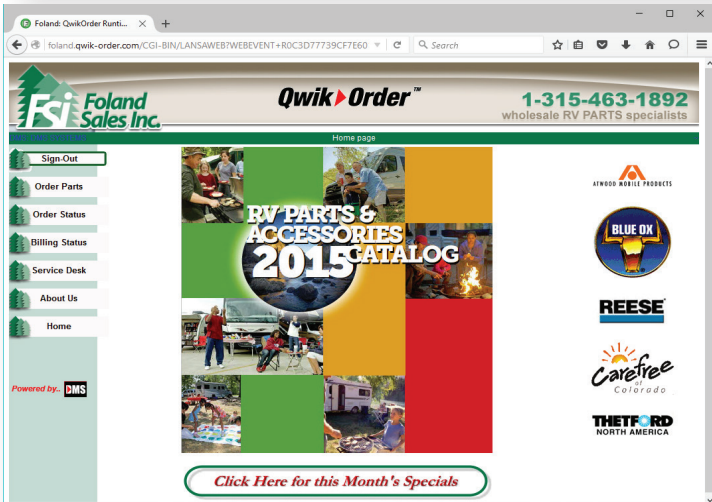 Foland: QwikOrder Runti...
foland.qwik-order.com/CGI-BIN/LANSAWEB?WEBEVENT+R0C3D77739CF7E60
Search
FSi Foland
Sales Inc.
Qwik Order™
1-315-463-1892
wholesale RV PARTS specialists
Home page
Sign-Out
Order Parts
Order Status
Billing Status
Service Desk
About Us
Home
Powered by.. DMS
RV PARTS &
ACCESSORIES
2015 CATALOG
ATWOOD MOBILE PRODUCTS
BLUE OX
REESE
Carefree
of
Colorado
THETFORD
NORTH AMERICA
Click Here for this Month's Specials